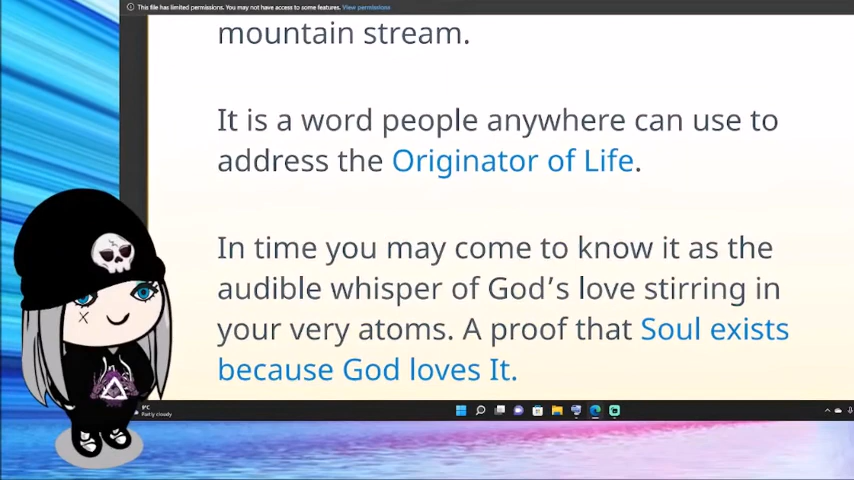 This file has limited permissions. You may not have access to some features. View permissions
mountain stream.
It is a word people anywhere can use to
address the Originator of Life.
In time you may come to know it as the
audible whisper of God's love stirring in
your very atoms. A proof that Soul exists
because God loves It.
9°C
Partly cloudy